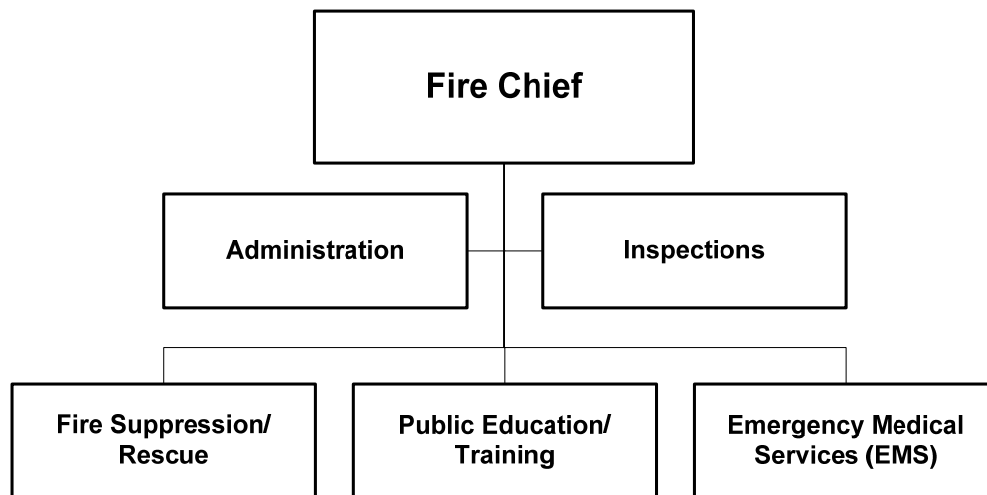 Fire Chief
Administration
Inspections
Fire Suppression/
Rescue
Public Education/
Training
Emergency Medical
Services (EMS)